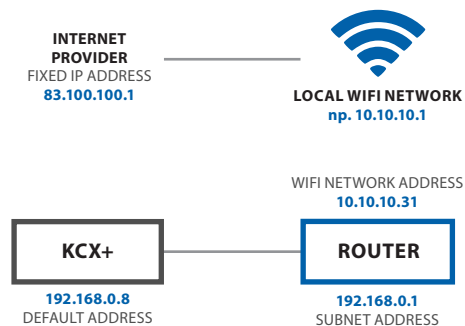 INTERNET
PROVIDER
FIXED IP ADDRESS
83.100.100.1
LOCAL WIFI NETWORK
np. 10.10.10.1
WIFI NETWORK ADDRESS
10.10.10.31
KCX+
ROUTER
192.168.0.8
DEFAULT ADDRESS
192.168.0.1
SUBNET ADDRESS